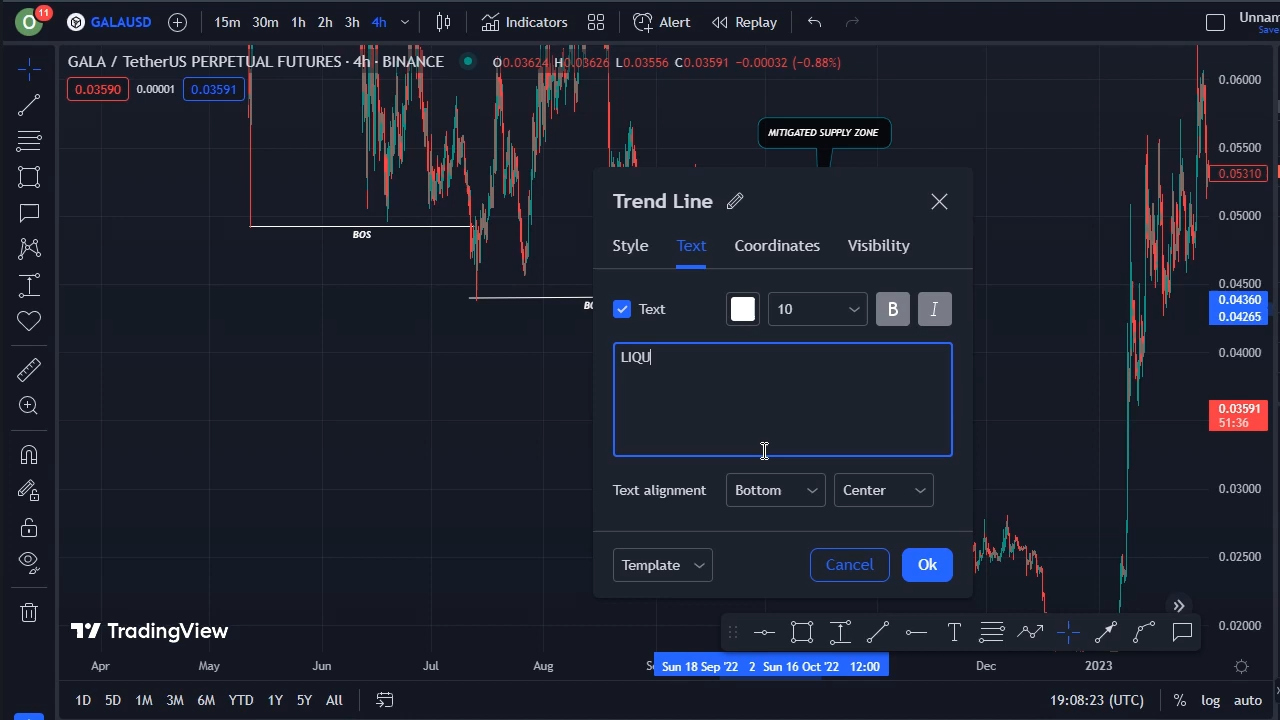 O
11
GALAUSD
15m 30m 1h 2h 3h 4h
Indicators
Alert
Replay
Unnam
Save
GALA / TetherUS PERPETUAL FUTURES · 4h · BINANCE
O0.03624 H0.03626 L0.03556 C0.03591 −0.00032 (−0.88%)
0.03590 0.00001 0.03591
MITIGATED SUPPLY ZONE
BOS
BO
Trend Line
Style Text Coordinates Visibility
Text
10
B I
LIQU
Text alignment Bottom Center
Template Cancel Ok
0.06000
0.05500
0.05310
0.05000
0.04500
0.04360
0.04265
0.04000
0.03591
51:36
0.03000
0.02500
0.02000
TradingView
T
Apr May Jun Jul Aug Se Sun 18 Sep '22 2 Sun 16 Oct '22 12:00 Dec 2023
1D 5D 1M 3M 6M YTD 1Y 5Y All
19:08:23 (UTC) % log auto